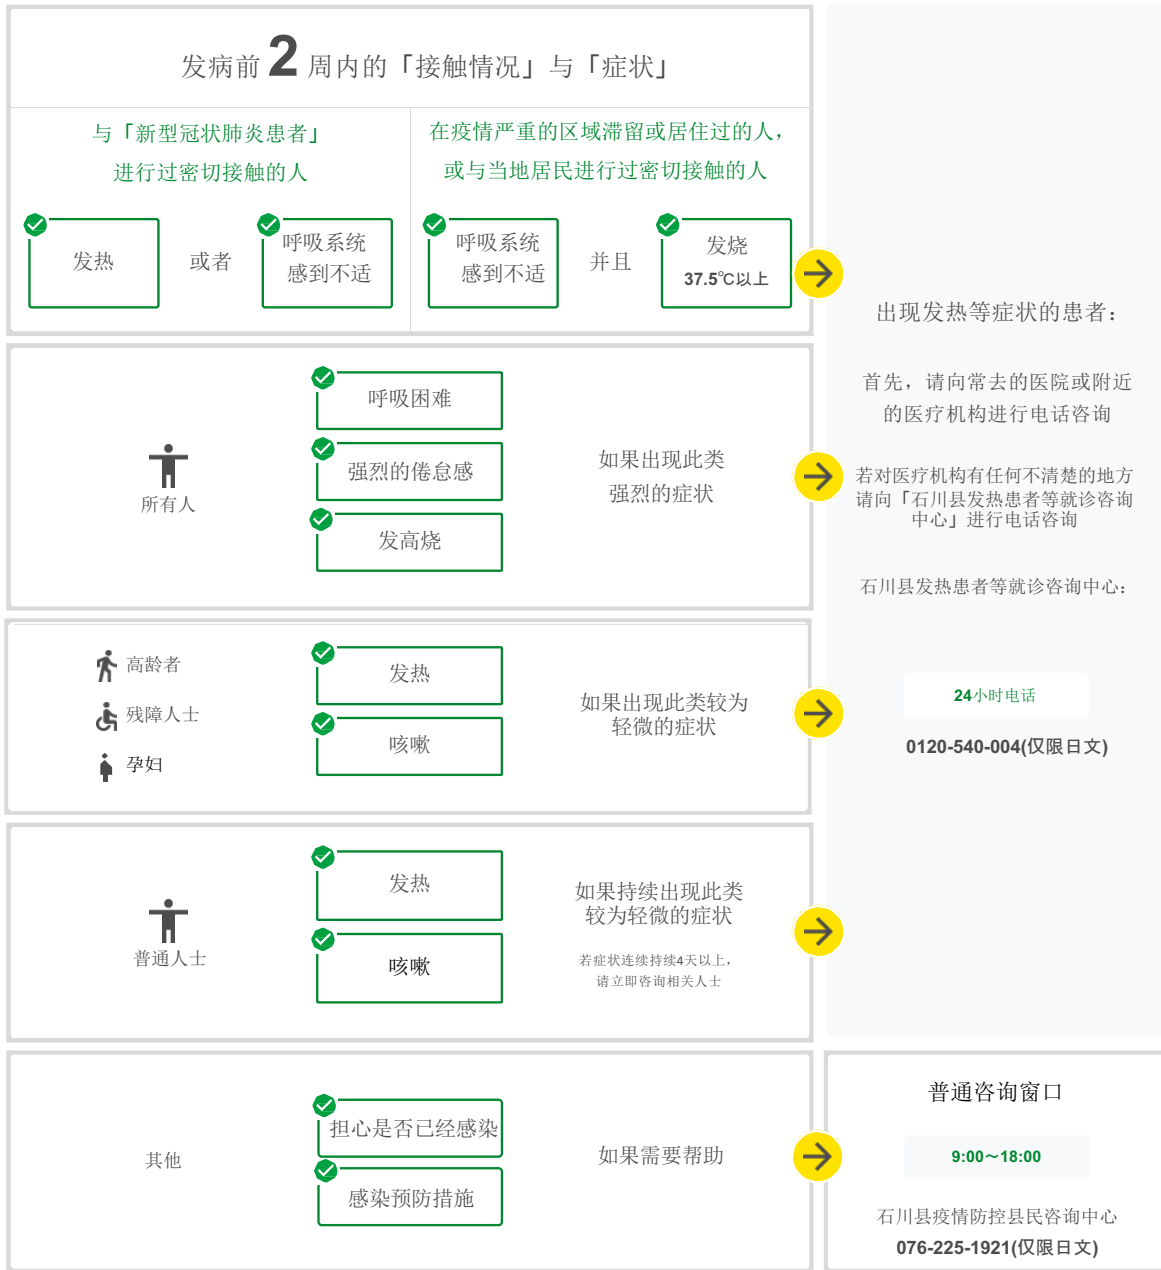 发病前 2 周内的「接触情况」与「症状」
与「新型冠状肺炎患者」
进行过密切接触的人
发热
或者
呼吸系统
感到不适
在疫情严重的区域滞留或居住过的人，
或与当地居民进行过密切接触的人
呼吸系统
感到不适
并且
发烧
37.5℃以上
所有人
呼吸困难
强烈的倦怠感
发高烧
如果出现此类
强烈的症状
高龄者
残障人士
孕妇
发热
咳嗽
如果出现此类较为
轻微的症状
普通人士
发热
咳嗽
如果持续出现此类
较为轻微的症状
若症状连续持续4天以上，
请立即咨询相关人士
出现发热等症状的患者：
首先，请向常去的医院或附近
的医疗机构进行电话咨询
若对医疗机构有任何不清楚的地方
请向「石川县发热患者等就诊咨询
中心」进行电话咨询
石川县发热患者等就诊咨询中心：
24小时电话
0120-540-004(仅限日文)
其他
担心是否已经感染
感染预防措施
如果需要帮助
普通咨询窗口
9:00～18:00
石川县疫情防控县民咨询中心
076-225-1921(仅限日文)